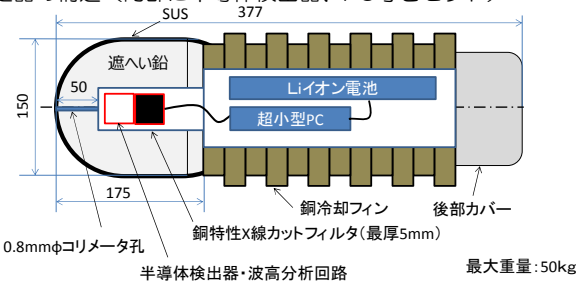 377
SUS
遮へい鉛
50
Liイオン電池
超小型PC
150
175
銅冷却フィン
後部カバー
銅特性X線カットフィルタ(最厚5mm)
0.8mmφコリメータ孔
半導体検出器・波高分析回路
最大重量:50kg